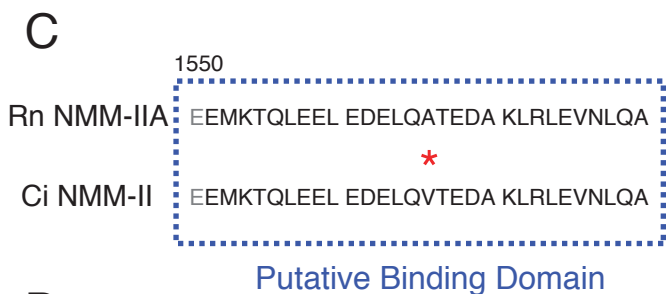 C
1550
Rn NMM-IIA EEMKTQLEEL EDELQATEDA KLRLEVNLQA
*
Ci NMM-II EEMKTQLEEL EDELQVTEDA KLRLEVNLQA
Putative Binding Domain